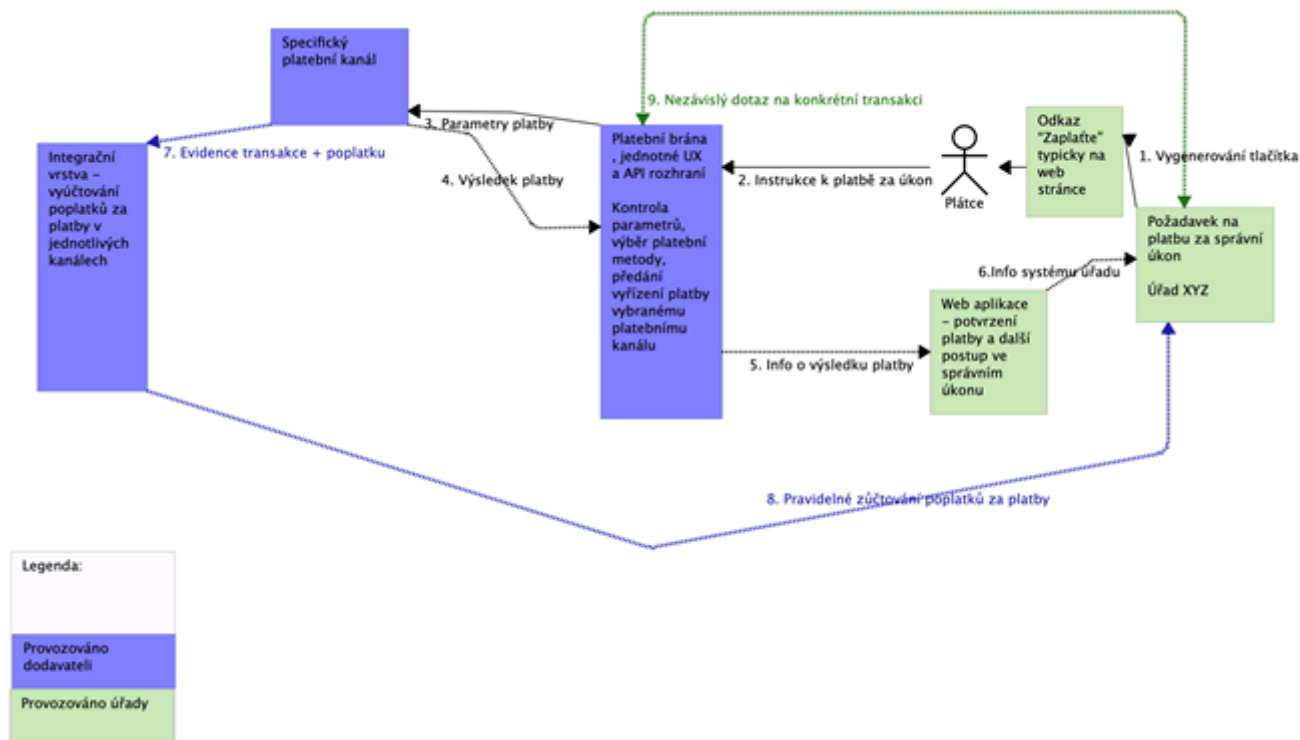 Specifický
platební kanál
9. Nezávislý dotaz na konkrétní transakci
3. Parametry platby
7. Evidence transakce + poplatku
4. Výsledek platby
Integrační
vrstva -
vyúčtování
poplatků za
platby v
jednotlivých
kanálech
Platební brána
, jednotné UX
a API rozhraní
Kontrola
parametrů,
výběr platební
metody,
předání
vyřízení platby
vybranému
platebnímu
kanálu
2. Instrukce k platbě za úkon
Plátce
Odkaz
"Zaplaťte"
typicky na
web
stránce
1. Vygenerování tlačítka
Požadavek na
platbu za správní
úkon
Úřad XYZ
6.Info systému úřadu
Web aplikace
- potvrzení
platby a další
postup ve
správním
úkonu
5. Info o výsledku platby
8. Pravidelné zúčtování poplatků za platby
Legenda:
Provozováno
dodavateli
Provozováno úřady